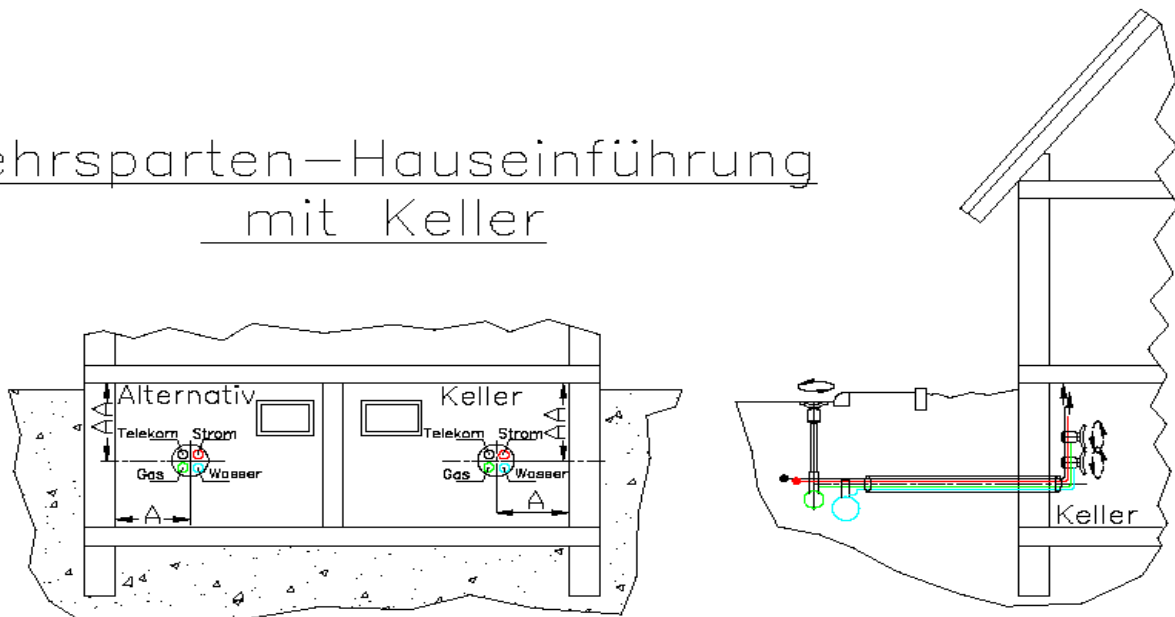 ehrsparten-Hauseinführung
mit Keller
Alternativ
Keller
Telekom
Strom
Telekom
Strom
Gas
Wasser
Gas
Wasser
A
A
A
A
A
A
Keller